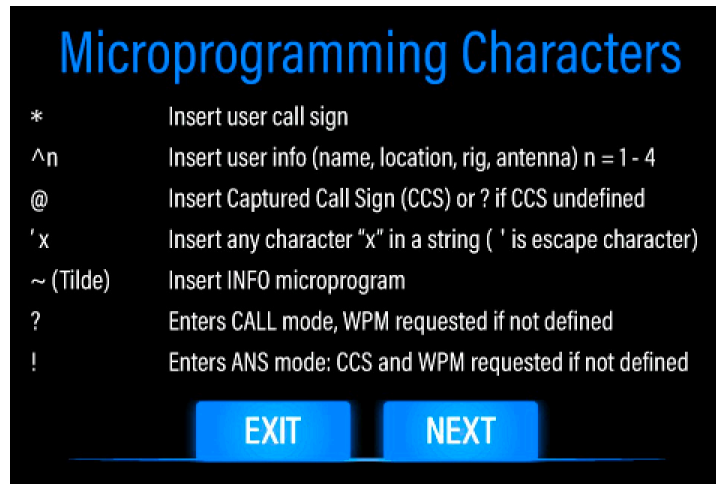 Microprogramming Characters
* Insert user call sign
^n Insert user info (name, location, rig, antenna) n = 1 - 4
@ Insert Captured Call Sign (CCS) or ? if CCS undefined
' x Insert any character “x” in a string ( ' is escape character)
~ (Tilde) Insert INFO microprogram
? Enters CALL mode, WPM requested if not defined
! Enters ANS mode: CCS and WPM requested if not defined
EXIT NEXT